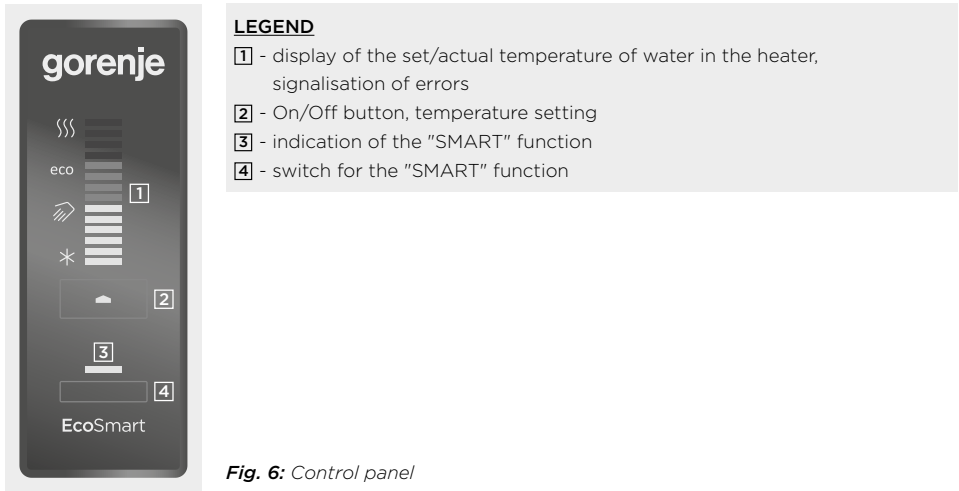 gorenje
eco
1
2
3
4
EcoSmart
LEGEND
1 - display of the set/actual temperature of water in the heater,
signalisation of errors
2 - On/Off button, temperature setting
3 - indication of the "SMART" function
4 - switch for the "SMART" function
Fig. 6: Control panel